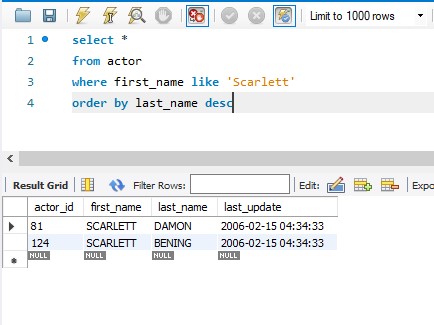 Limit to 1000 rows
1 select *
2 from actor
3 where first_name like 'Scarlett'
4 order by last_name desc
Result Grid Filter Rows: Edit: Expo
actor_id first_name last_name last_update
81 SCARLETT DAMON 2006-02-15 04:34:33
124 SCARLETT BENING 2006-02-15 04:34:33
NULL NULL NULL NULL